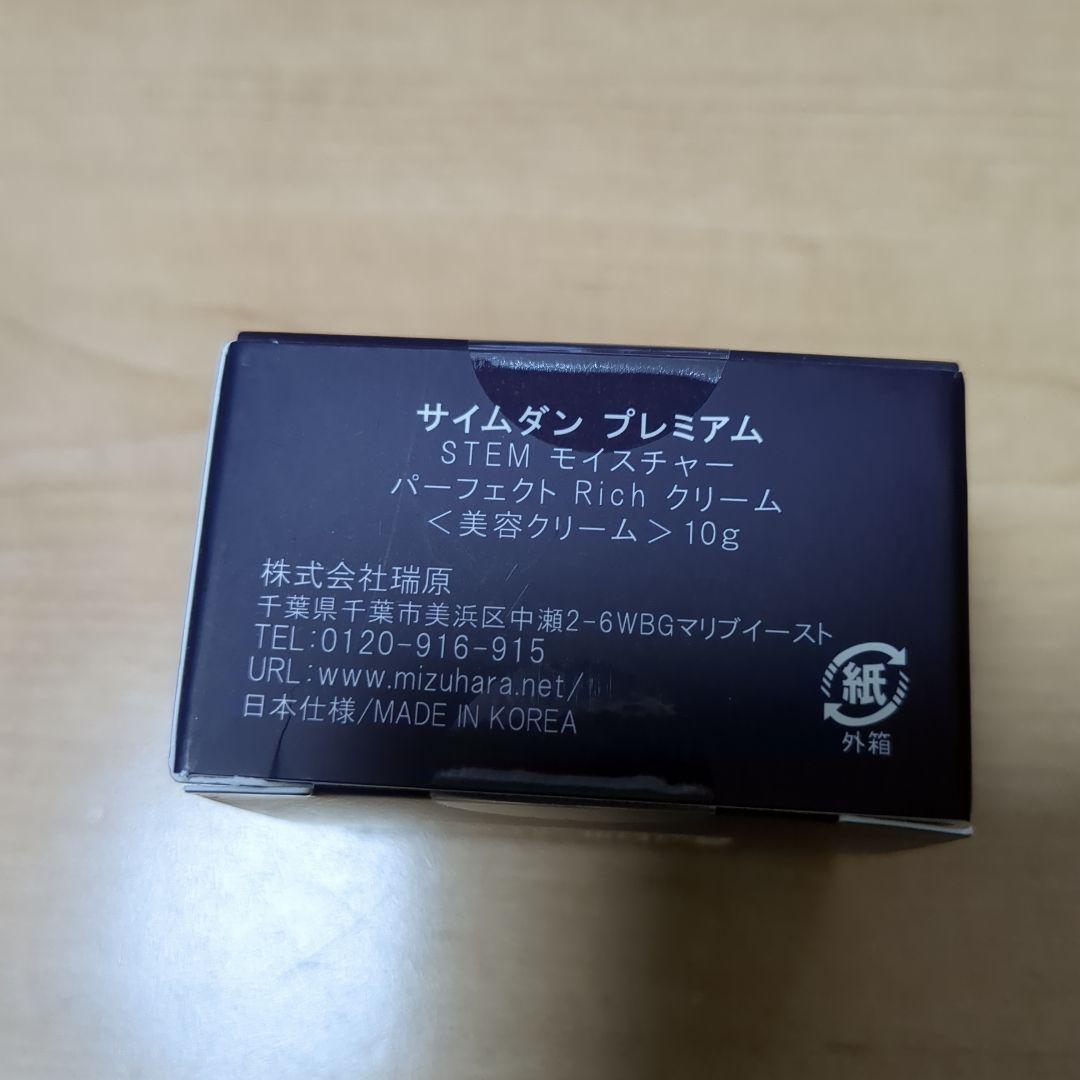 サイムダン プレミアム
STEM モイスチャー
パーフェクト Rich クリーム
＜美容クリーム＞10g
株式会社瑞原
千葉県千葉市美浜区中瀬2-6WBGマリブイースト
TEL:0120-916-915
URL:www.mizuhara.net/
日本仕様/MADE IN KOREA
紙
外箱